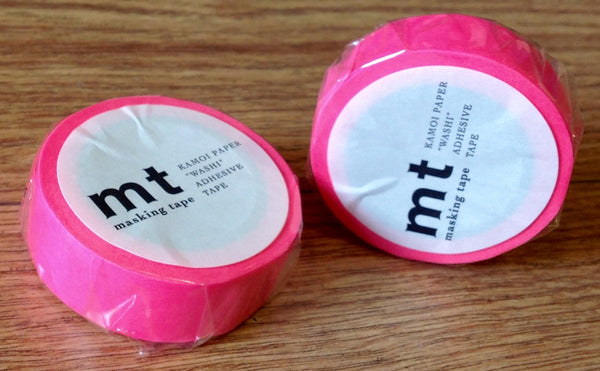 mt
masking tape
KAMOI PAPER
"WASHI"
ADHESIVE
TAPE
mt
masking tape
KAMOI PAPER
"WASHI"
ADHESIVE
TAPE